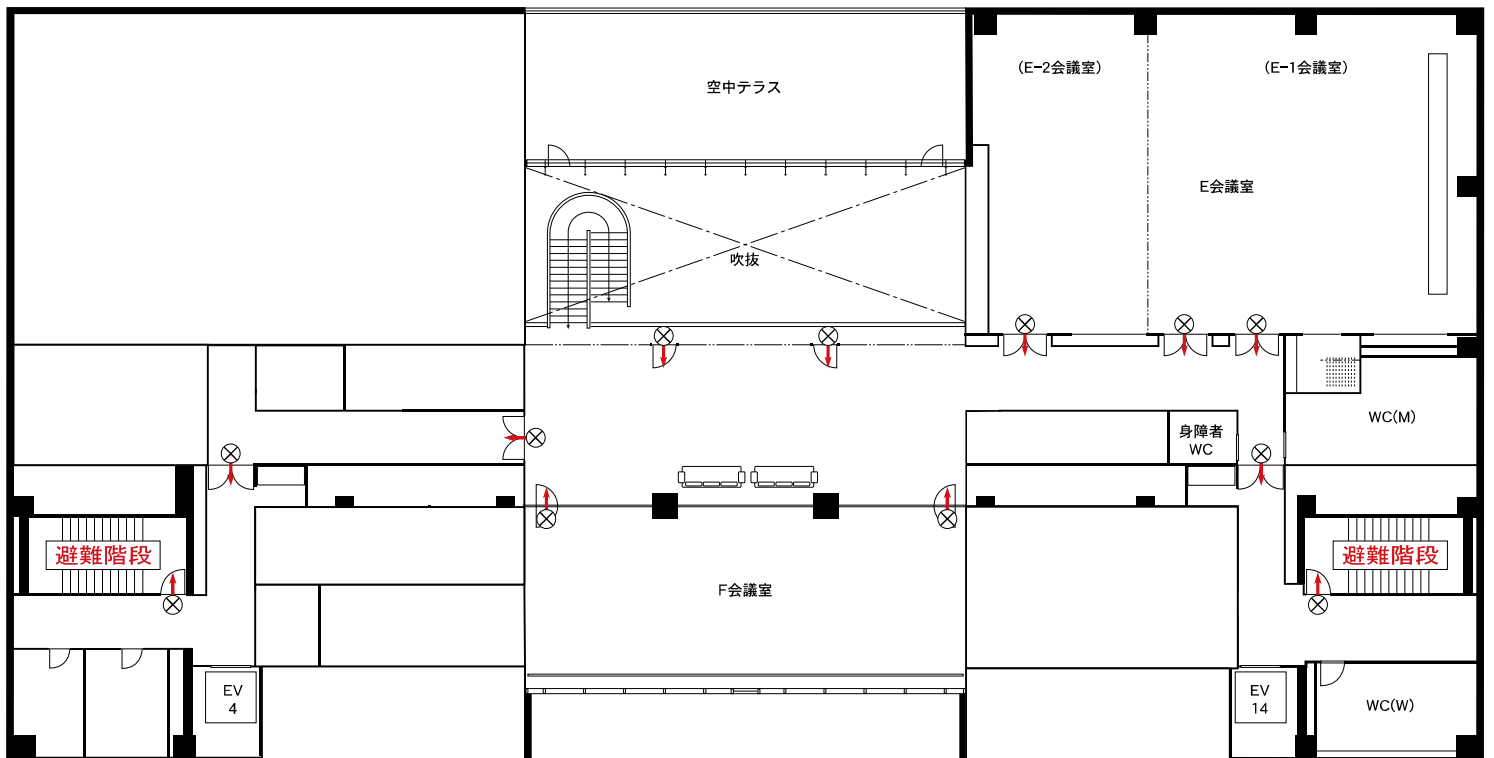 (E-2会議室)
(E-1会議室)
空中テラス
E会議室
吹抜
WC(M)
身障者
WC
避難階段
避難階段
F会議室
EV
4
EV
14
WC(W)